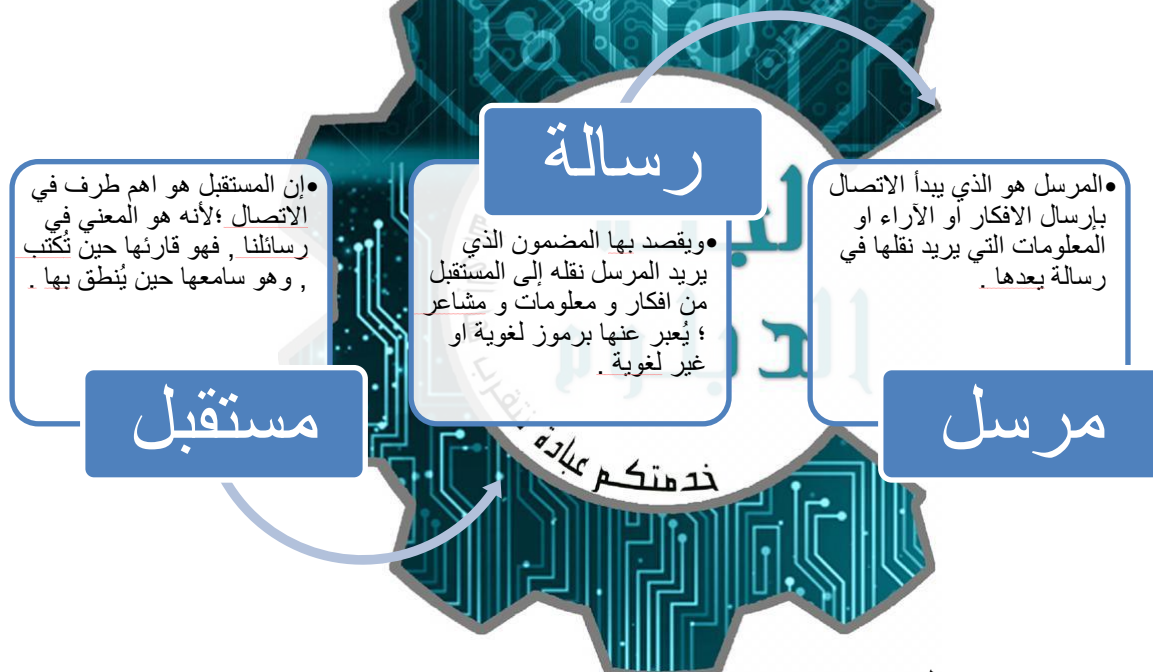 مرسل
•المرسل هو الذي يبدأ الاتصال
بإرسال الافكار او الآراء او
المعلومات التي يريد نقلها في
رسالة يعدها .
رسالة
•ويقصد بها المضمون الذي
يريد المرسل نقله إلى المستقبل
من افكار و معلومات و مشاعر
؛ يُعبر عنها برموز لغوية او
غير لغوية .
مستقبل
•إن المستقبل هو اهم طرف في
الاتصال ؛لأنه هو المعني في
رسائلنا , فهو قارئها حين تُكتب
, وهو سامعها حين يُنطق بها .
الدبلوم
خدمتكم عبادة نتقرب